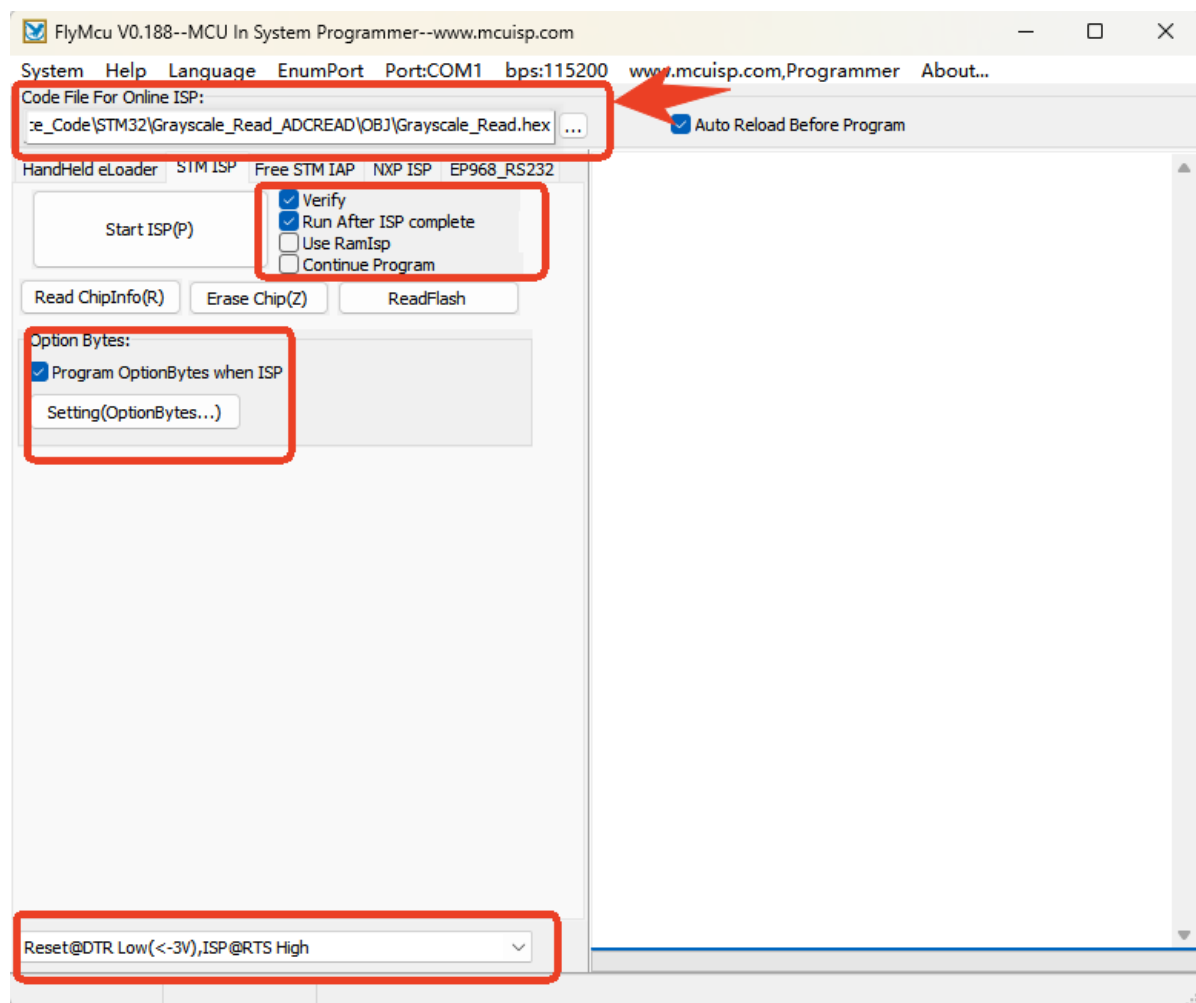 FlyMcu V0.188--MCU In System Programmer--www.mcuisp.com
System Help Language EnumPort Port:COM1 bps:115200 www.mcuisp.com,Programmer About...
Code File For Online ISP:
:e_Code\STM32\Grayscale_Read_ADCREAD\OBJ\Grayscale_Read.hex ...
Auto Reload Before Program
HandHeld eLoader STM ISP Free STM IAP NXP ISP EP968_RS232
Start ISP(P)
Verify
Run After ISP complete
Use RamIsp
Continue Program
Read ChipInfo(R) Erase Chip(Z) ReadFlash
Option Bytes:
Program OptionBytes when ISP
Setting(OptionBytes...)
Reset@DTR Low(<-3V),ISP@RTS High